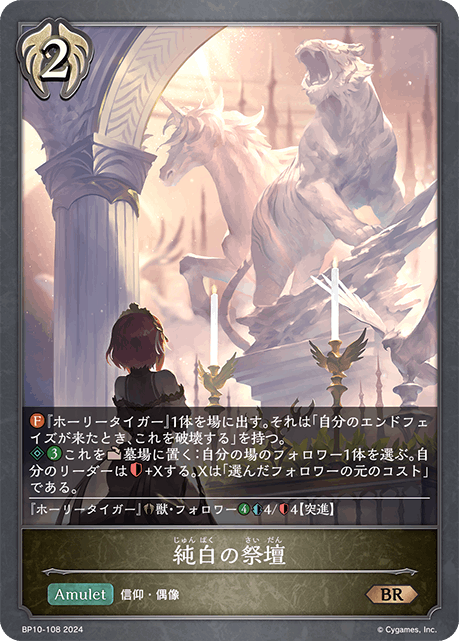 2
F 『ホーリータイガー』1体を場に出す。それは「自分のエンドフェ
イズが来たとき、これを破壊する」を持つ。
3 これを墓場に置く：自分の場のフォロワー1体を選ぶ。自
分のリーダーは+Xする。Xは「選んだフォロワーの元のコスト」
である。
『ホーリータイガー』獣・フォロワー4 4/4【突進】
じゅんぱく さいだん
純白の祭壇
Amulet 信仰・偶像 BR
BP10-108 2024 © Cygames, Inc.